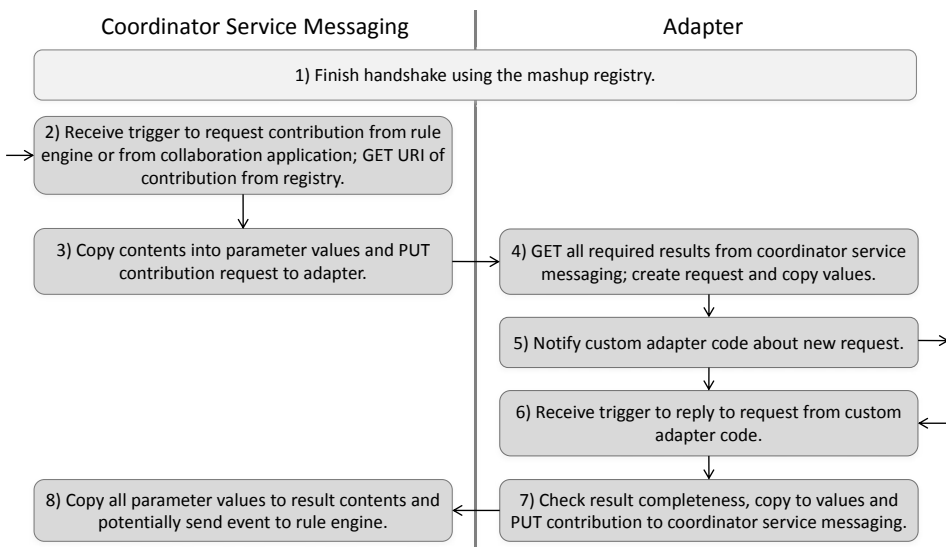 Coordinator Service Messaging
Adapter
1) Finish handshake using the mashup registry.
2) Receive trigger to request contribution from rule
engine or from collaboration application; GET URI of
contribution from registry.
3) Copy contents into parameter values and PUT
contribution request to adapter.
4) GET all required results from coordinator service
messaging; create request and copy values.
5) Notify custom adapter code about new request.
6) Receive trigger to reply to request from custom
adapter code.
7) Check result completeness, copy to values and
PUT contribution to coordinator service messaging.
8) Copy all parameter values to result contents and
potentially send event to rule engine.